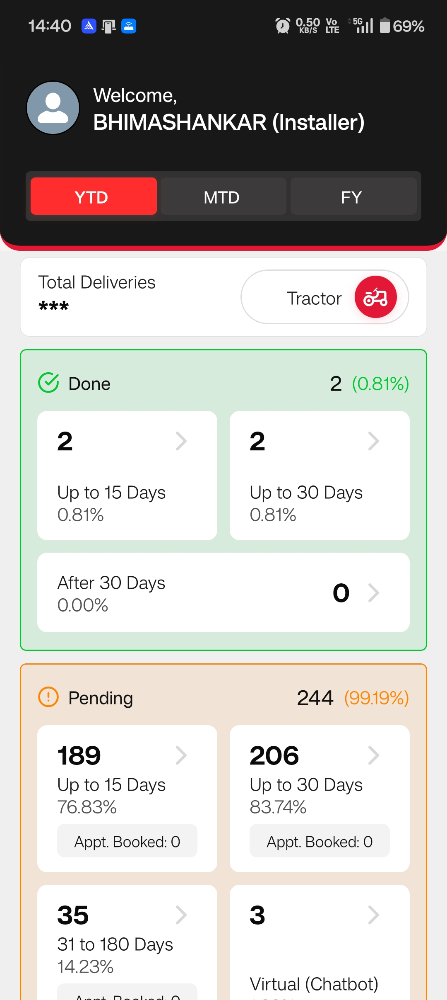 14:40
0.50 KB/S Vo LTE 5G 69%
Welcome,
BHIMASHANKAR (Installer)
YTD MTD FY
Total Deliveries
***
Tractor
Done 2 (0.81%)
2
Up to 15 Days
0.81%
2
Up to 30 Days
0.81%
After 30 Days
0.00%
0
Pending 244 (99.19%)
189
Up to 15 Days
76.83%
Appt. Booked: 0
206
Up to 30 Days
83.74%
Appt. Booked: 0
35
31 to 180 Days
14.23%
Appt. Booked: 0
3
Virtual (Chatbot)